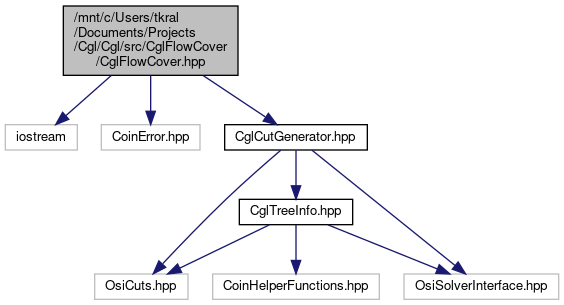 /mnt/c/Users/tkral
/Documents/Projects
/Cgl/Cgl/src/CglFlowCover
/CglFlowCover.hpp
iostream
CoinError.hpp
CglCutGenerator.hpp
CglTreeInfo.hpp
OsiCuts.hpp
CoinHelperFunctions.hpp
OsiSolverInterface.hpp